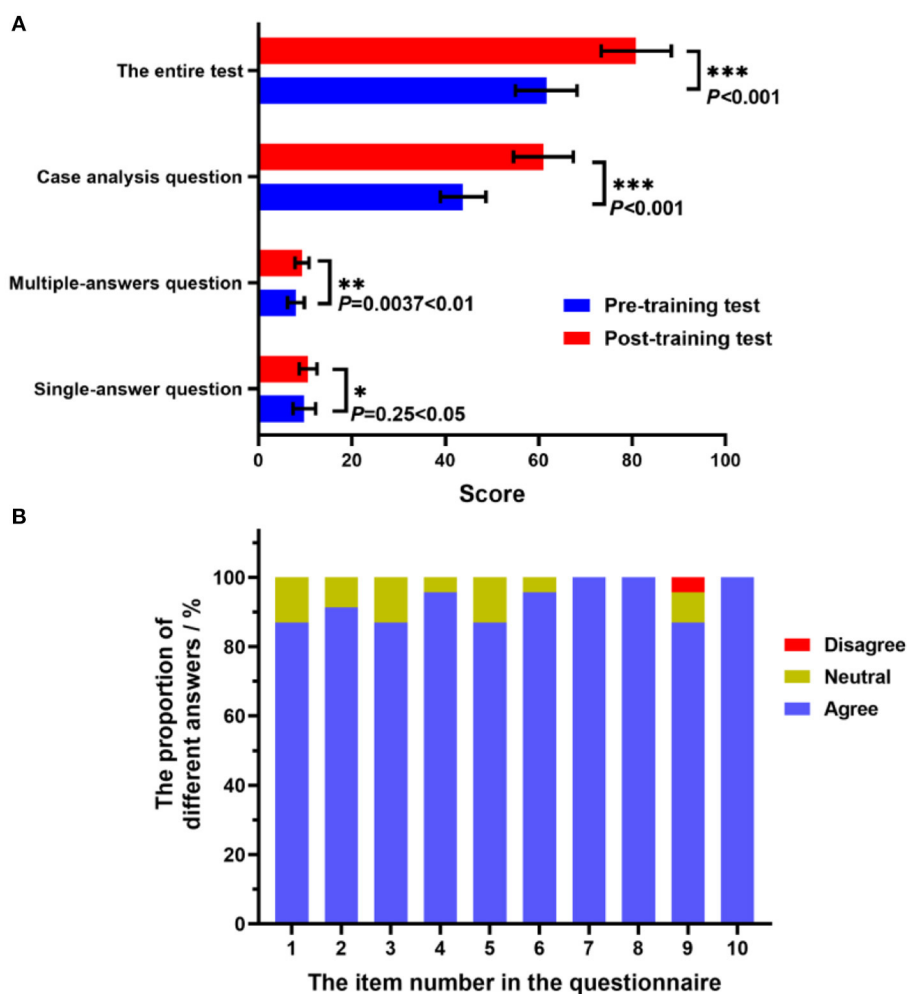 A
The entire test
***
P<0.001
Case analysis question
***
P<0.001
Multiple-answers question
**
P=0.0037<0.01
Pre-training test
Post-training test
Single-answer question
*
P=0.25<0.05
0 20 40 60 80 100
Score
B
The proportion of
different answers / %
100
80
60
40
20
0
Disagree
Neutral
Agree
1 2 3 4 5 6 7 8 9 10
The item number in the questionnaire